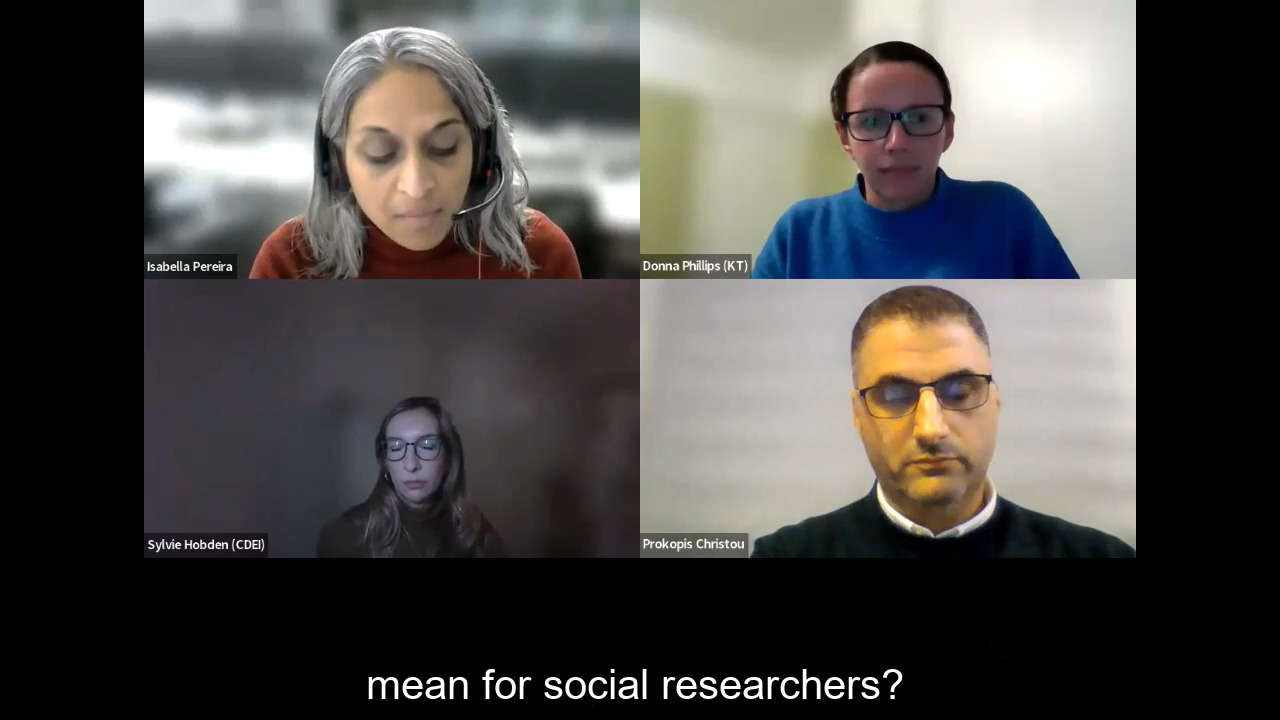 Isabella Pereira
Donna Phillips (KT)
Sylvie Hobden (CDEI)
Prokopis Christou
mean for social researchers?